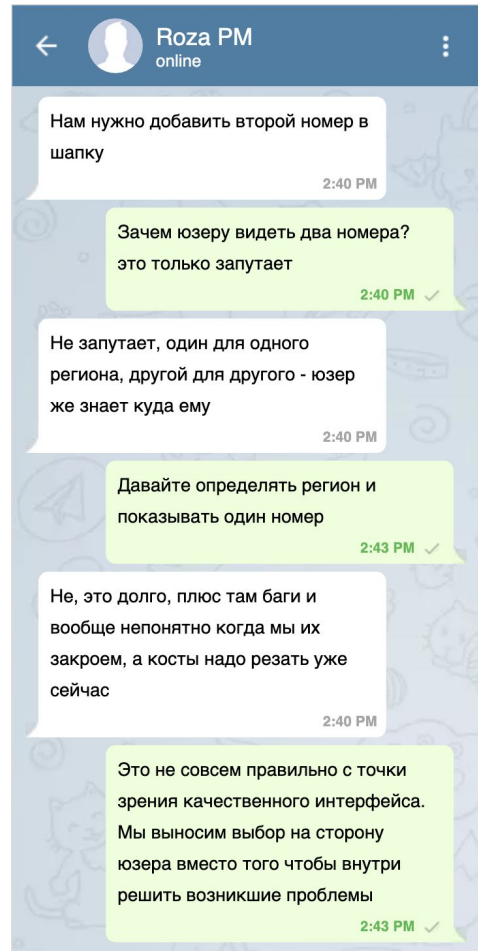 Roza PM
online
Нам нужно добавить второй номер в
шапку
2:40 PM
Зачем юзеру видеть два номера?
это только запутает
2:40 PM
Не запутает, один для одного
региона, другой для другого - юзер
же знает куда ему
2:40 PM
Давайте определять регион и
показывать один номер
2:43 PM
Не, это долго, плюс там баги и
вообще непонятно когда мы их
закроем, а косты надо резать уже
сейчас
2:40 PM
Это не совсем правильно с точки
зрения качественного интерфейса.
Мы выносим выбор на сторону
юзера вместо того чтобы внутри
решить возникшие проблемы
2:43 PM